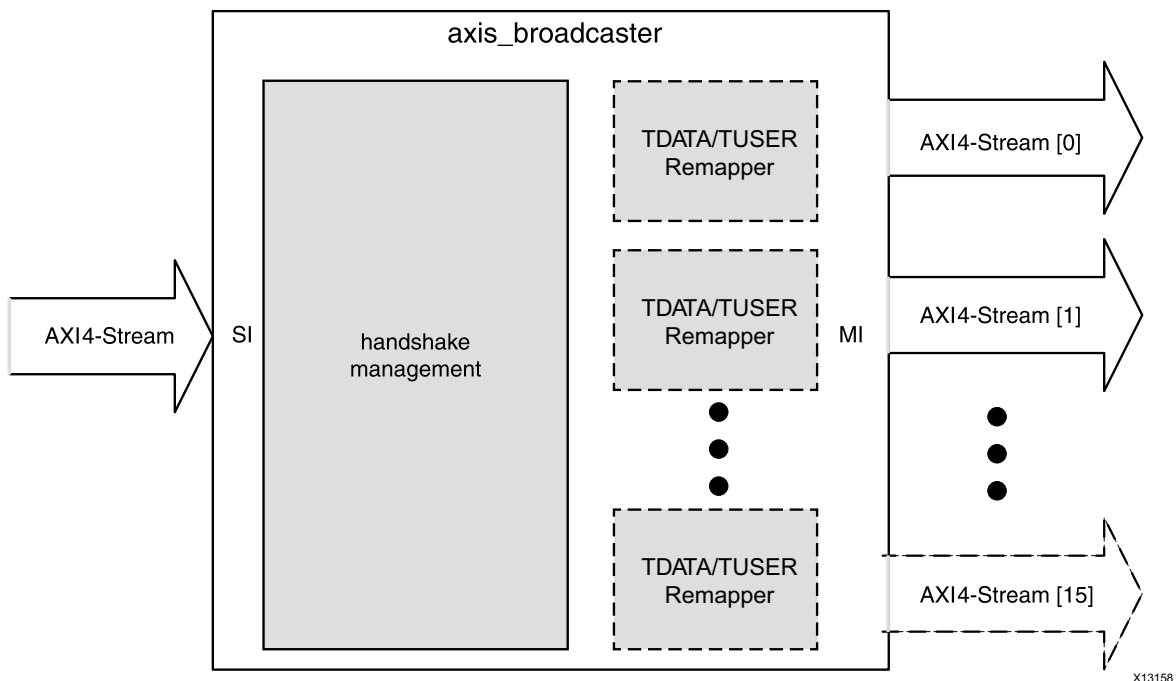 axis_broadcaster
TDATA/TUSER
Remapper
AXI4-Stream [0]
TDATA/TUSER
Remapper
AXI4-Stream [1]
AXI4-Stream
SI
handshake
management
MI
TDATA/TUSER
Remapper
AXI4-Stream [15]
X13158